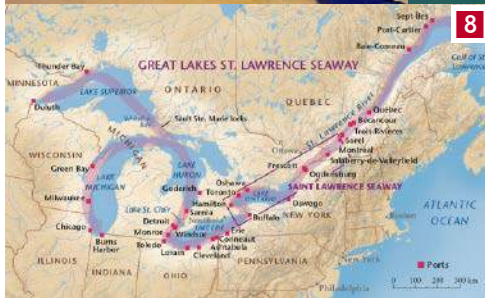 8
Sept Îles
Port-Cartier
Baie-Comeau
Gulf of St.
Thunder Bay
GREAT LAKES ST. LAWRENCE SEAWAY
MINNESOTA
ONTARIO
QUEBEC
LAKE SUPERIOR
Duluth
Sault Ste. Marie locks
St. Lawrence River
Québec
Bécancour
Trois-Rivières
Sorel
Montréal
Salaberry-de-Valleyfield
Ottawa
MICHIGAN
WISCONSIN
Green Bay
LAKE HURON
Prescott
Ogdensburg
SAINT LAWRENCE SEAWAY
LAKE MICHIGAN
Goderich
Oshawa
Toronto
Hamilton
LAKE ONTARIO
Oswego
Milwaukee
Lake St. Clair
Sarnia
Buffalo
NEW YORK
Detroit
Windsor
Monroe
LAKE ERIE
Erie
Conneaut
Ashtabula
Chicago
Burns Harbor
Toledo
Lorain
Cleveland
ATLANTIC OCEAN
ILLINOIS
INDIANA
OHIO
PENNSYLVANIA
New York
Philadelphia
Ports
0 100 200 300 km